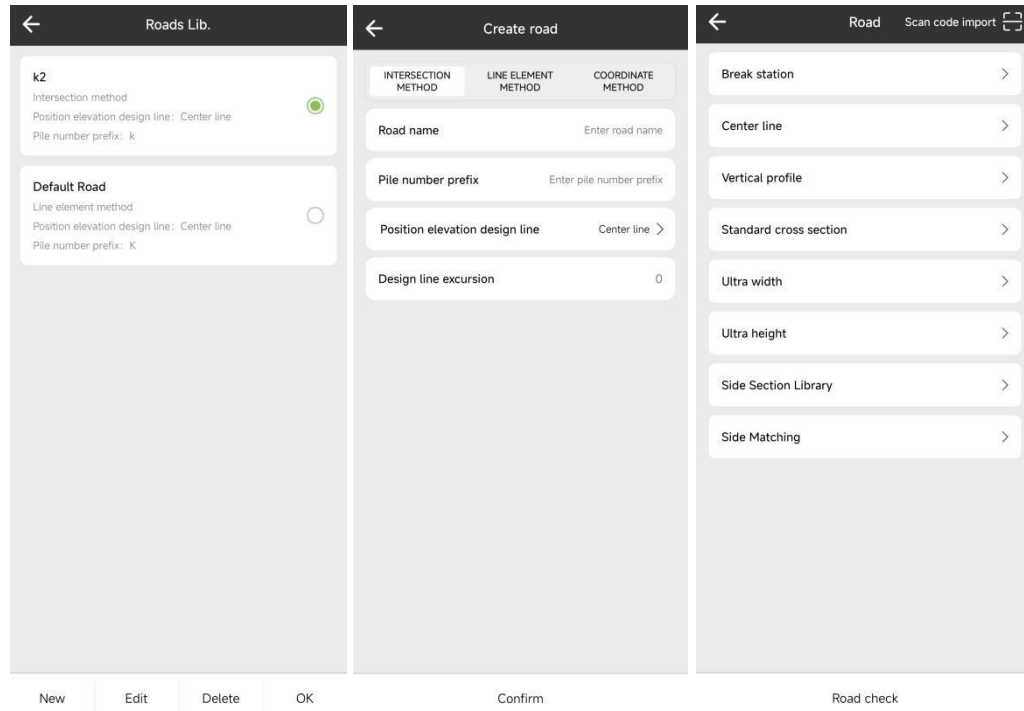 Roads Lib.
k2
Intersection method
Position elevation design line: Center line
Pile number prefix: k
Default Road
Line element method
Position elevation design line: Center line
Pile number prefix: K
New Edit Delete OK
Create road
INTERSECTION METHOD
LINE ELEMENT METHOD
COORDINATE METHOD
Road name Enter road name
Pile number prefix Enter pile number prefix
Position elevation design line Center line
Design line excursion 0
Confirm
Road Scan code import
Break station
Center line
Vertical profile
Standard cross section
Ultra width
Ultra height
Side Section Library
Side Matching
Road check